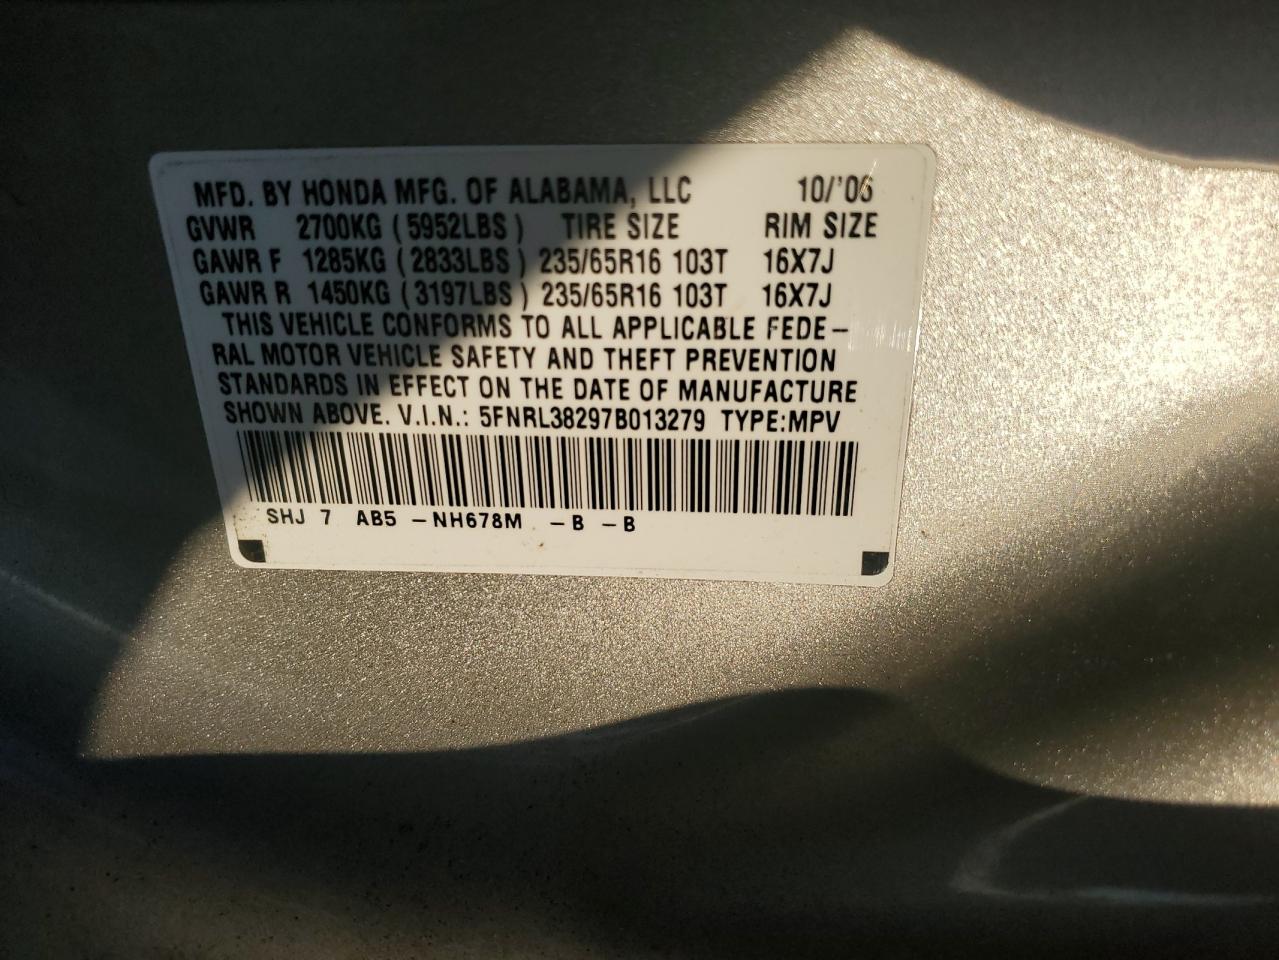 MFD. BY HONDA MFG. OF ALABAMA, LLC 10/'06
GVWR 2700KG (5952LBS) TIRE SIZE RIM SIZE
GAWR F 1285KG (2833LBS) 235/65R16 103T 16X7J
GAWR R 1450KG (3197LBS) 235/65R16 103T 16X7J
THIS VEHICLE CONFORMS TO ALL APPLICABLE FEDE-
RAL MOTOR VEHICLE SAFETY AND THEFT PREVENTION
STANDARDS IN EFFECT ON THE DATE OF MANUFACTURE
SHOWN ABOVE. V.I.N.: 5FNRL38297B013279 TYPE:MPV
SHJ 7 AB5 -NH678M -B -B